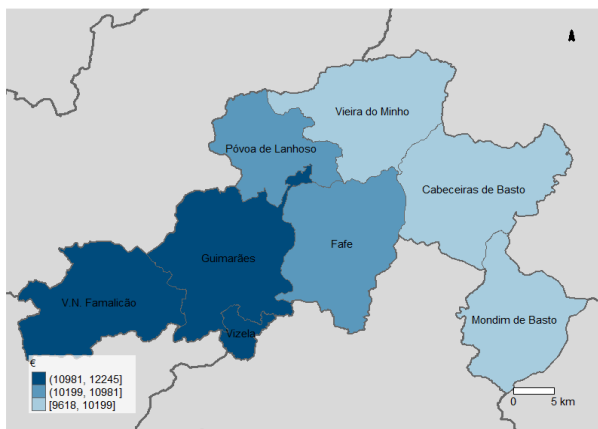 Vieira do Minho
Póvoa de Lanhoso
Cabeceiras de Basto
Fafe
Guimarães
V.N. Famalicão
Vizela
Mondim de Basto
€
(10981, 12245]
(10199, 10981]
[9618, 10199]
0 5 km